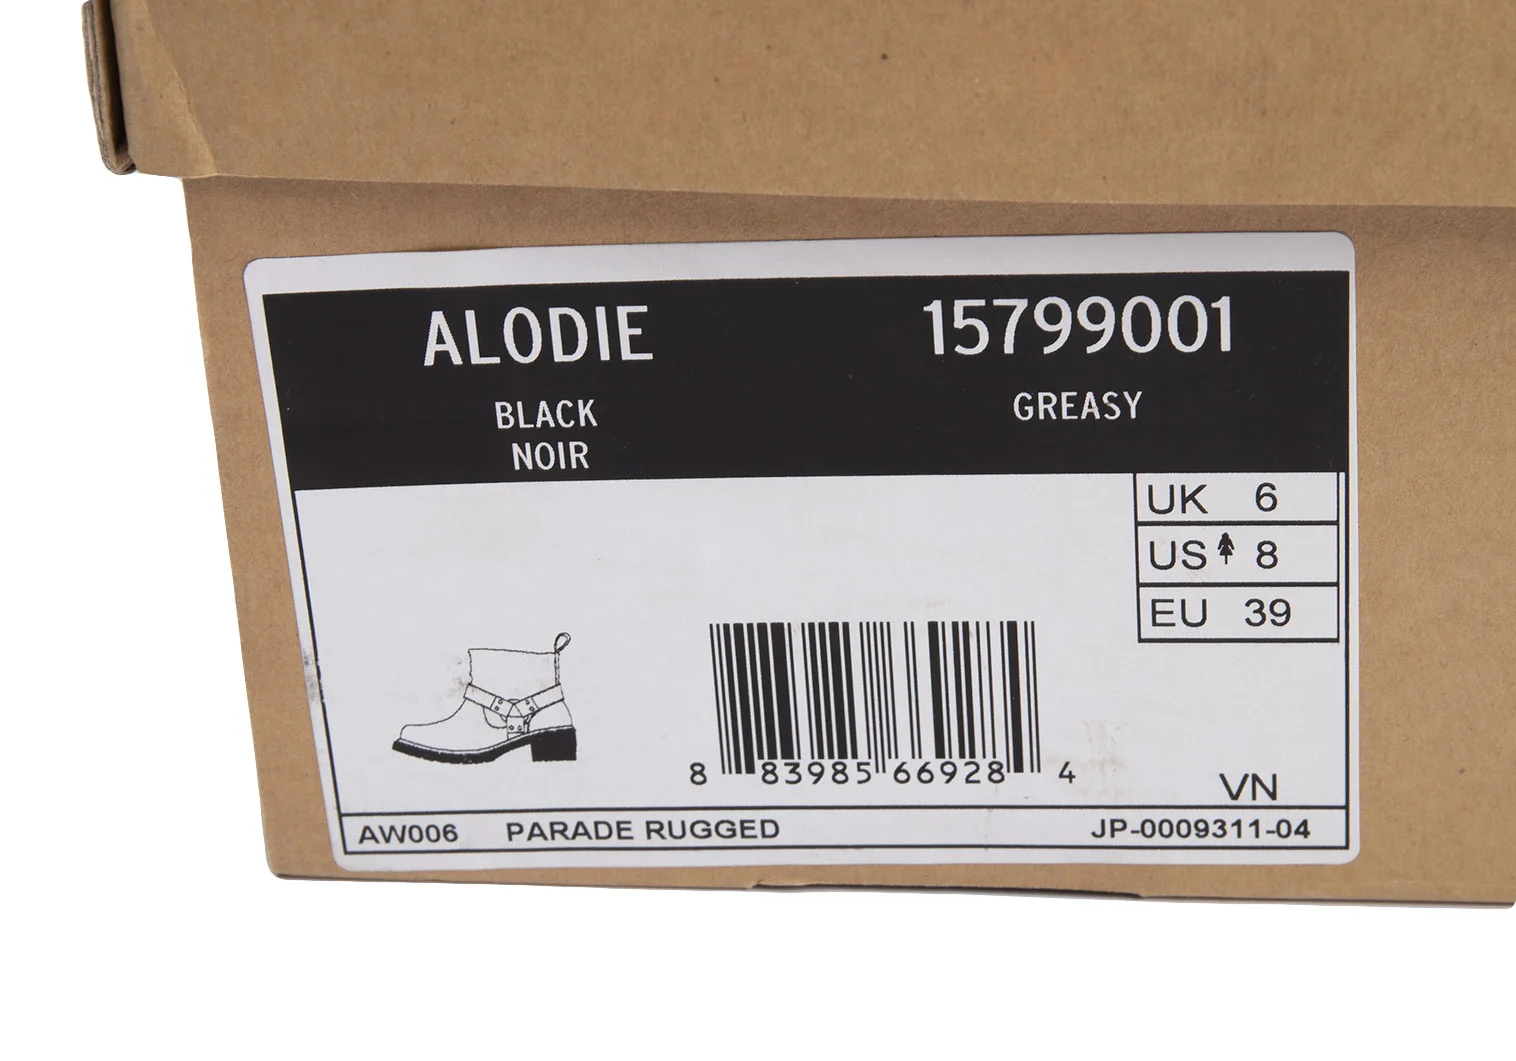 ALODIE 15799001
BLACK GREASY
NOIR
UK 6
US 8
EU 39
8 83985 66928 4
VN
AW006 PARADE RUGGED JP-0009311-04